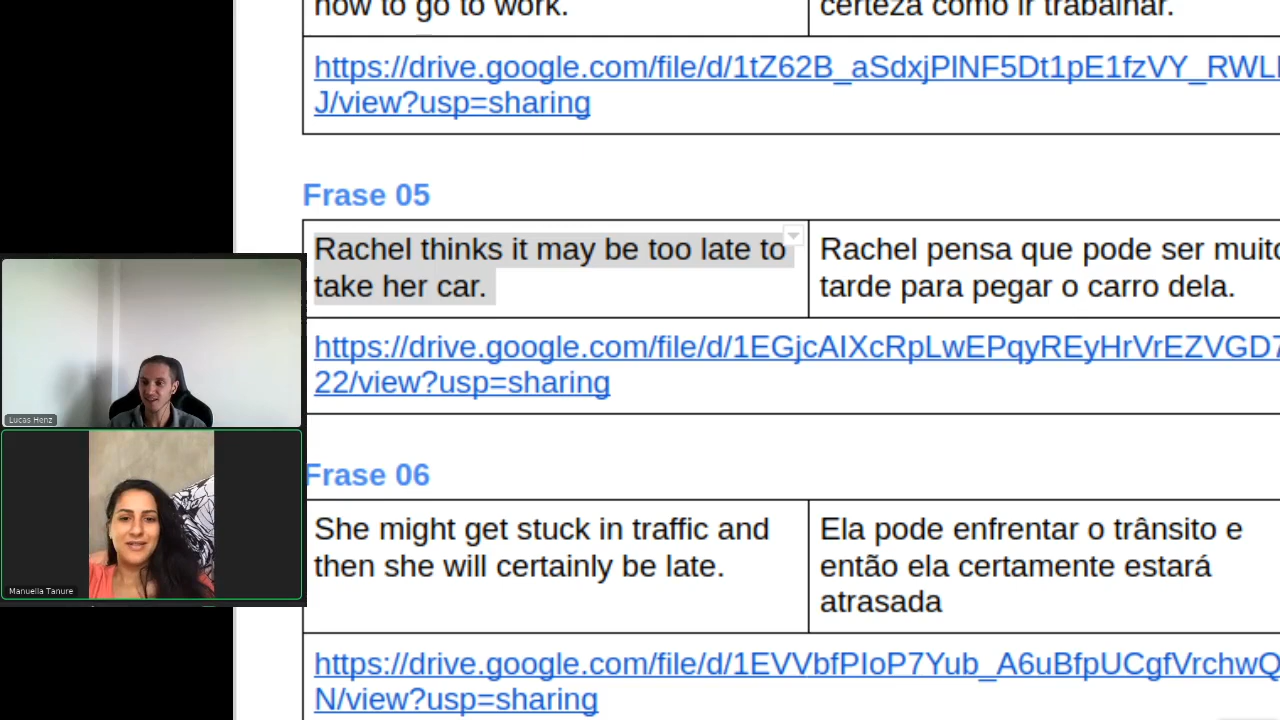 how to go to work.
certeza como ir trabalhar.
https://drive.google.com/file/d/1tZ62B_aSdxjPlNF5Dt1pE1fzVY_RWLI
J/view?usp=sharing
Frase 05
Rachel thinks it may be too late to
take her car.
Rachel pensa que pode ser muito
tarde para pegar o carro dela.
https://drive.google.com/file/d/1EGjcAIXcRpLwEPqyREyHrVrEZVGD7
22/view?usp=sharing
Lucas Henz
Frase 06
She might get stuck in traffic and
then she will certainly be late.
Ela pode enfrentar o trânsito e
então ela certamente estará
atrasada
Manuella Tanure
https://drive.google.com/file/d/1EVVbfPIoP7Yub_A6uBfpUCgfVrchwQ
N/view?usp=sharing